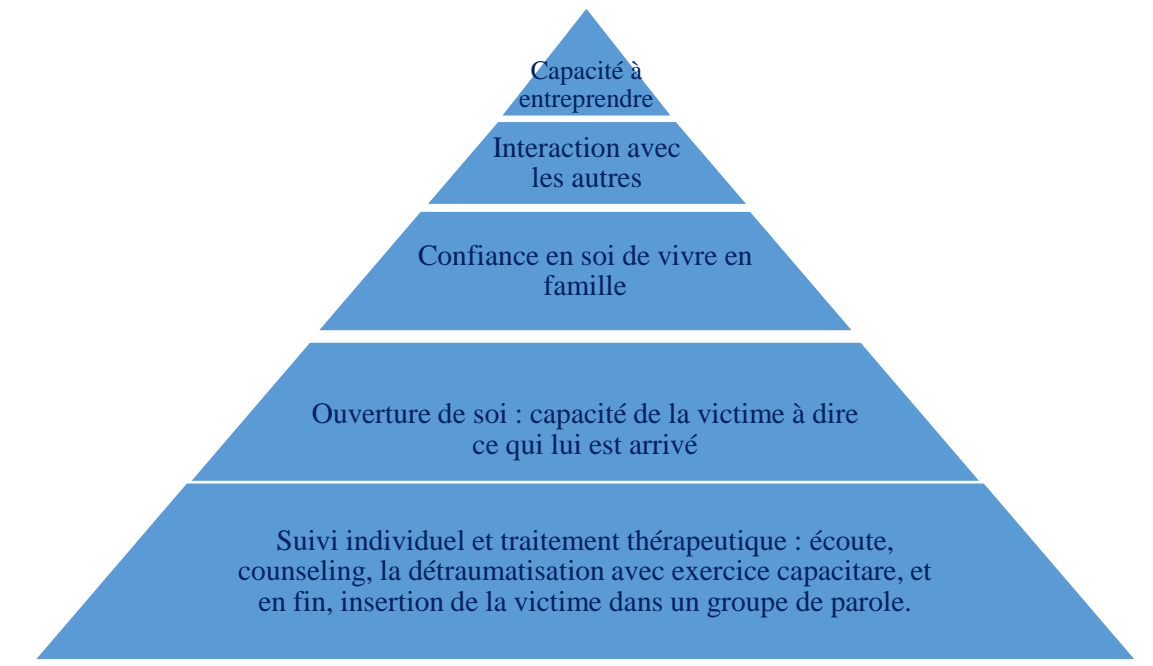 Capacité à
entreprendre
Interaction avec
les autres
Confiance en soi de vivre en
famille
Ouverture de soi : capacité de la victime à dire
ce qui lui est arrivé
Suivi individuel et traitement thérapeutique : écoute,
counseling, la détraumatisation avec exercice capacitare, et
en fin, insertion de la victime dans un groupe de parole.